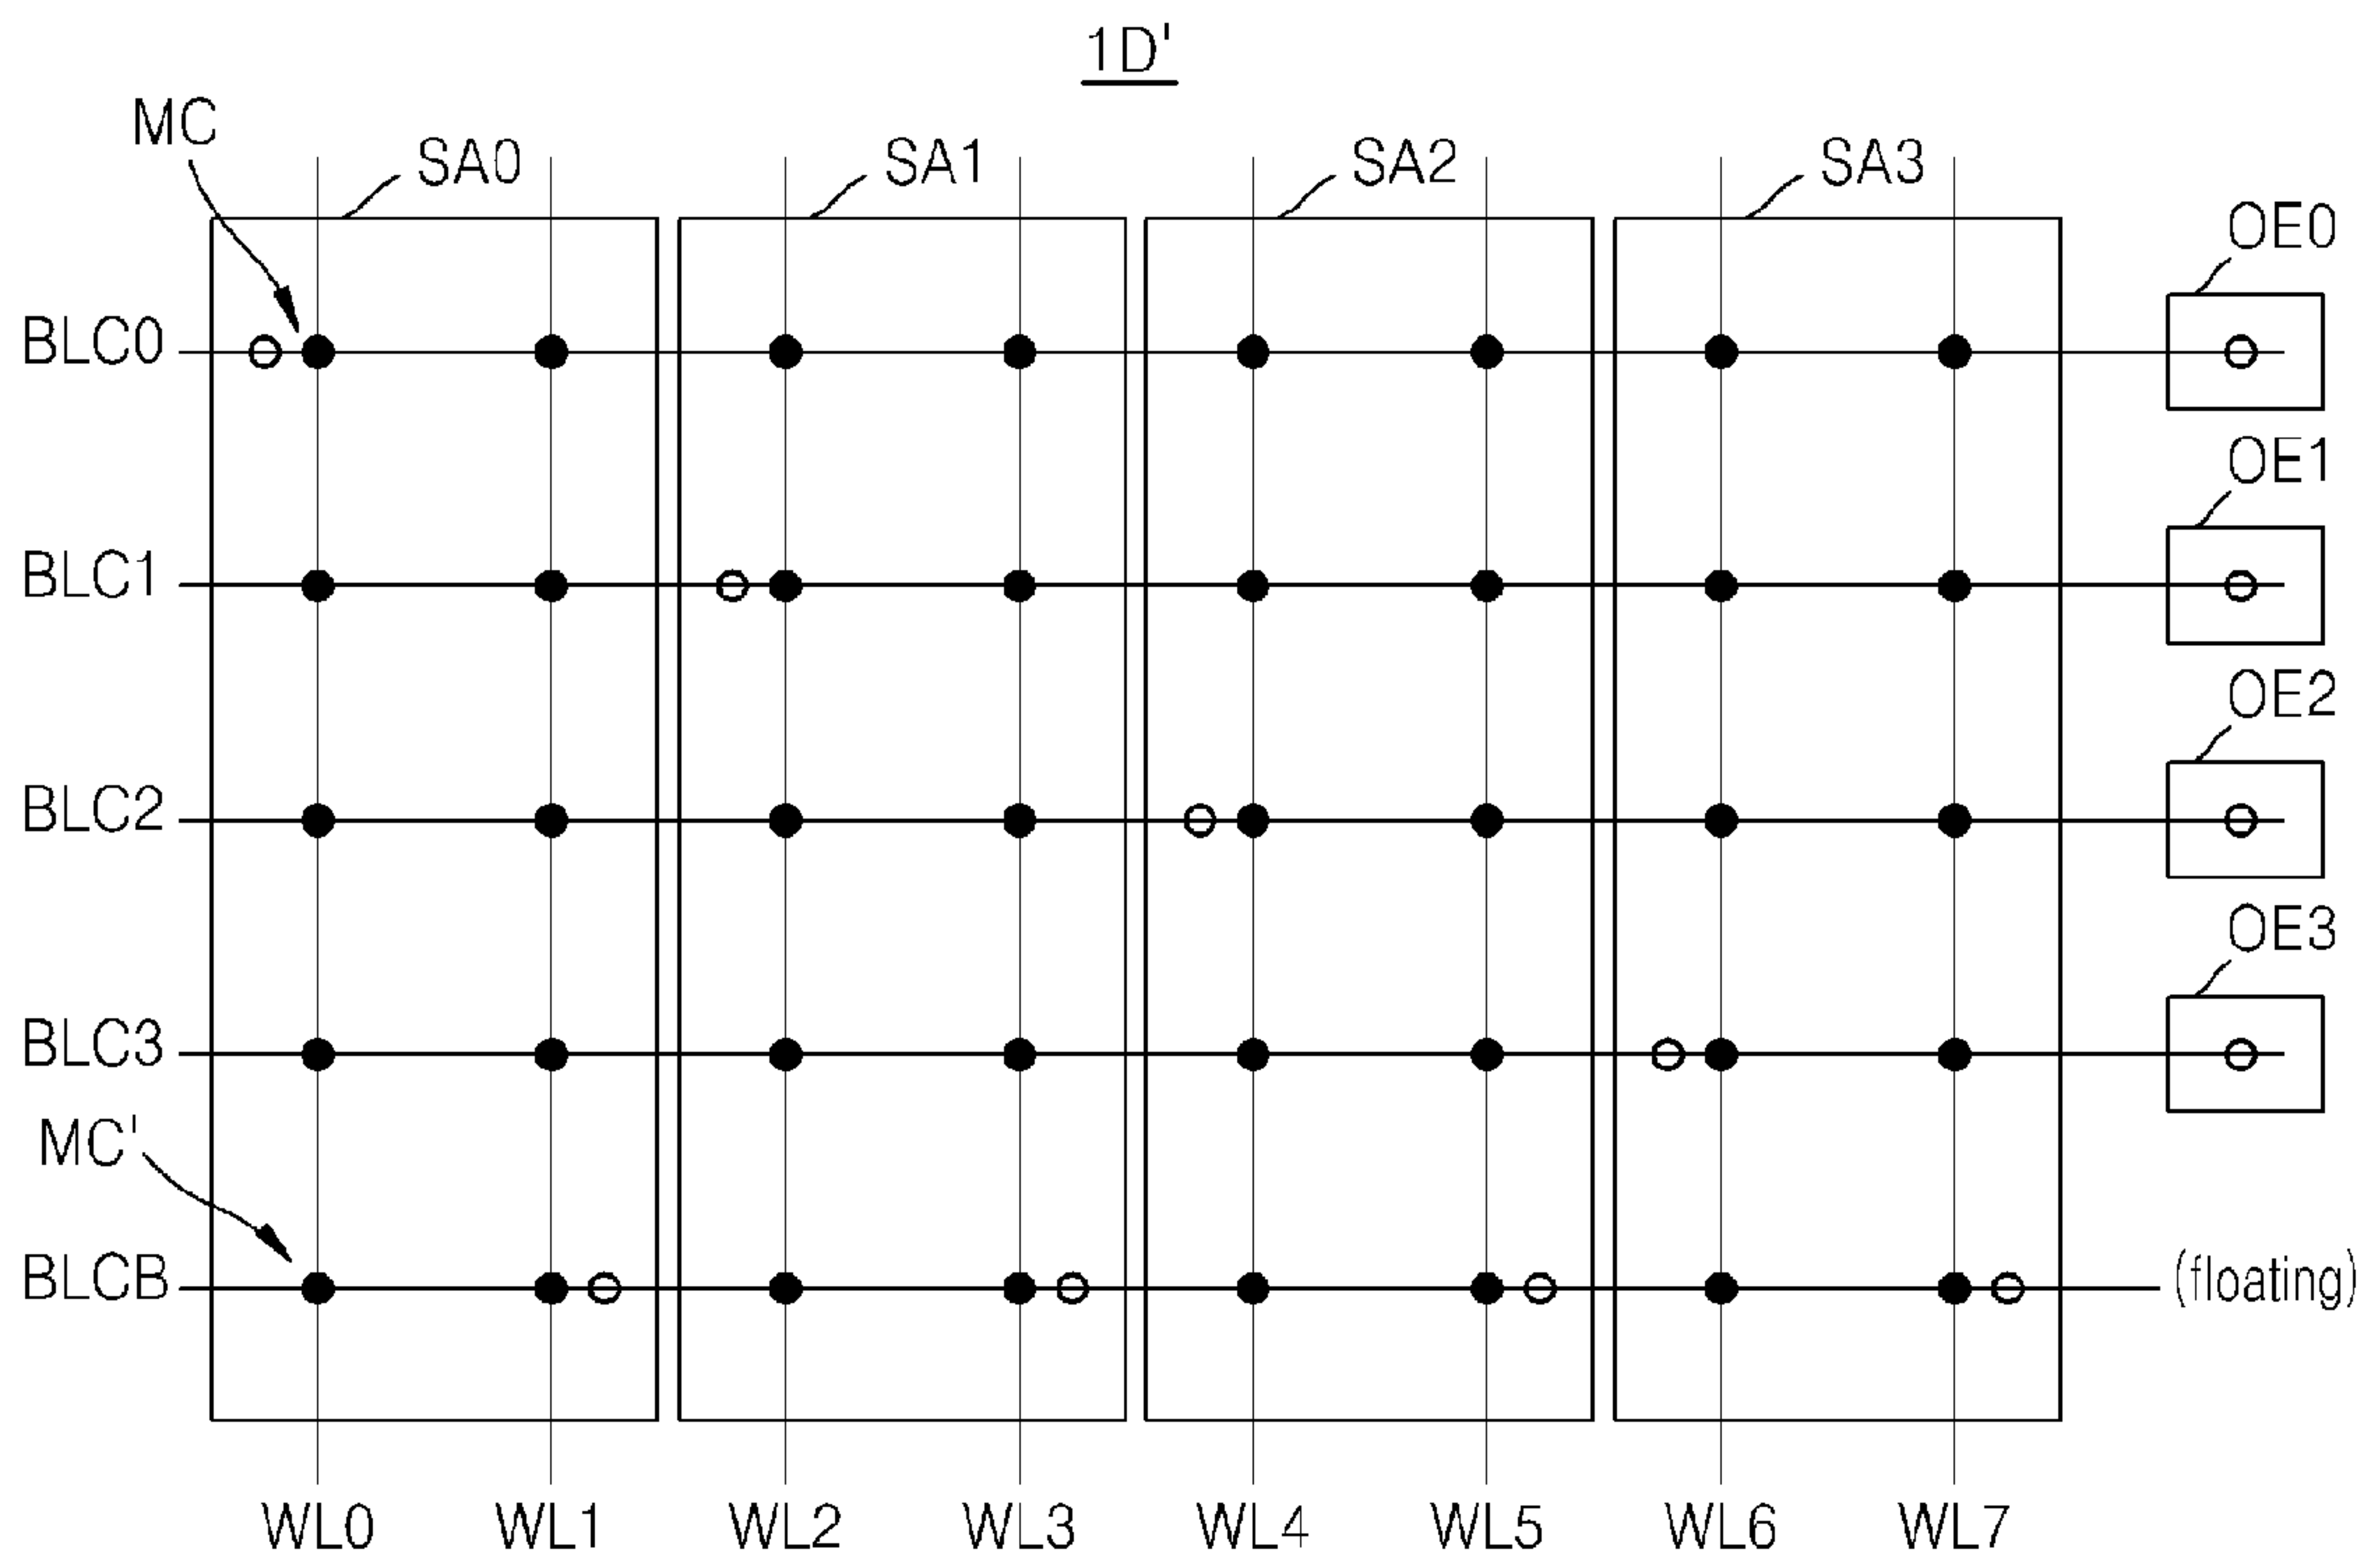 1D'
MC
SA0 SA1 SA2 SA3
OE0
BLC0
OE1
BLC1
OE2
BLC2
OE3
BLC3
MC'
BLCB (floating)
WL0 WL1 WL2 WL3 WL4 WL5 WL6 WL7